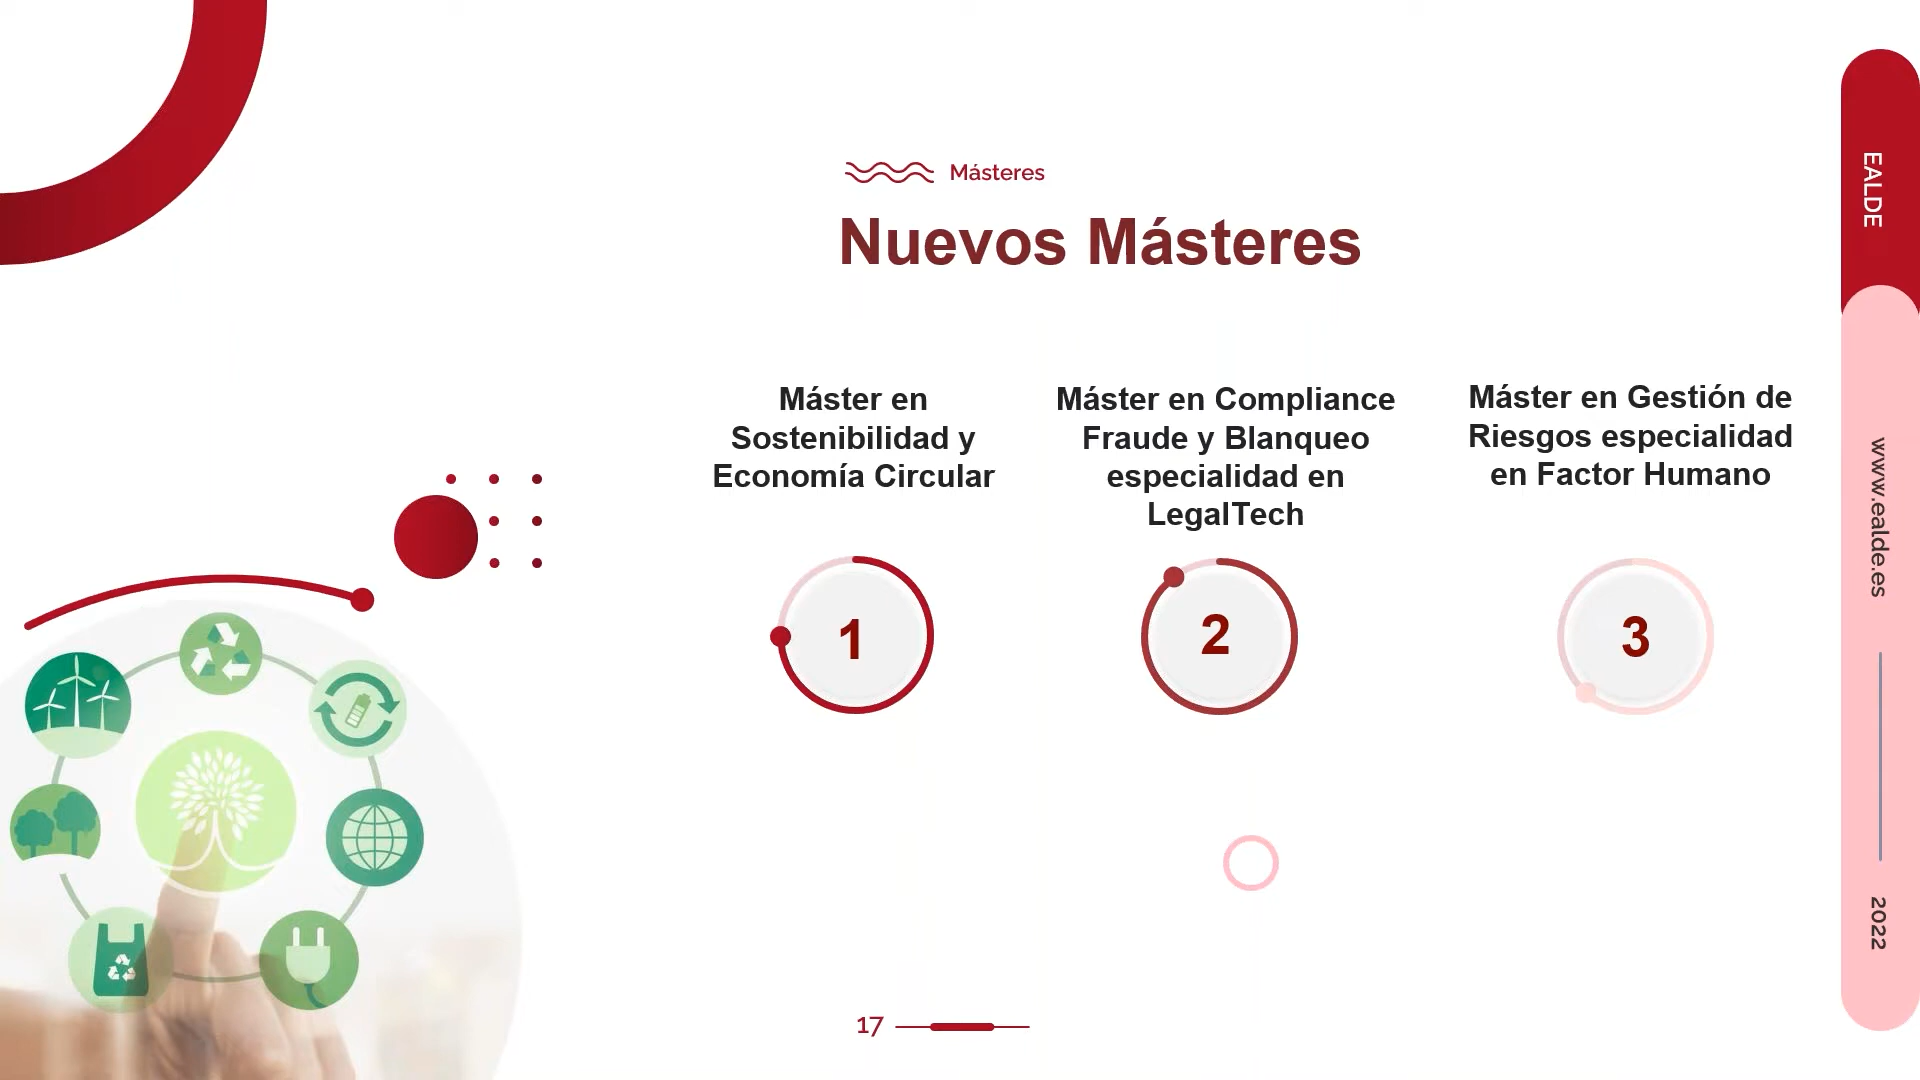 Másteres
Nuevos Másteres
Máster en
Sostenibilidad y
Economía Circular
Máster en Compliance
Fraude y Blanqueo
especialidad en
LegalTech
Máster en Gestión de
Riesgos especialidad
en Factor Humano
1
2
3
17
EALDE
www.ealde.es
2022